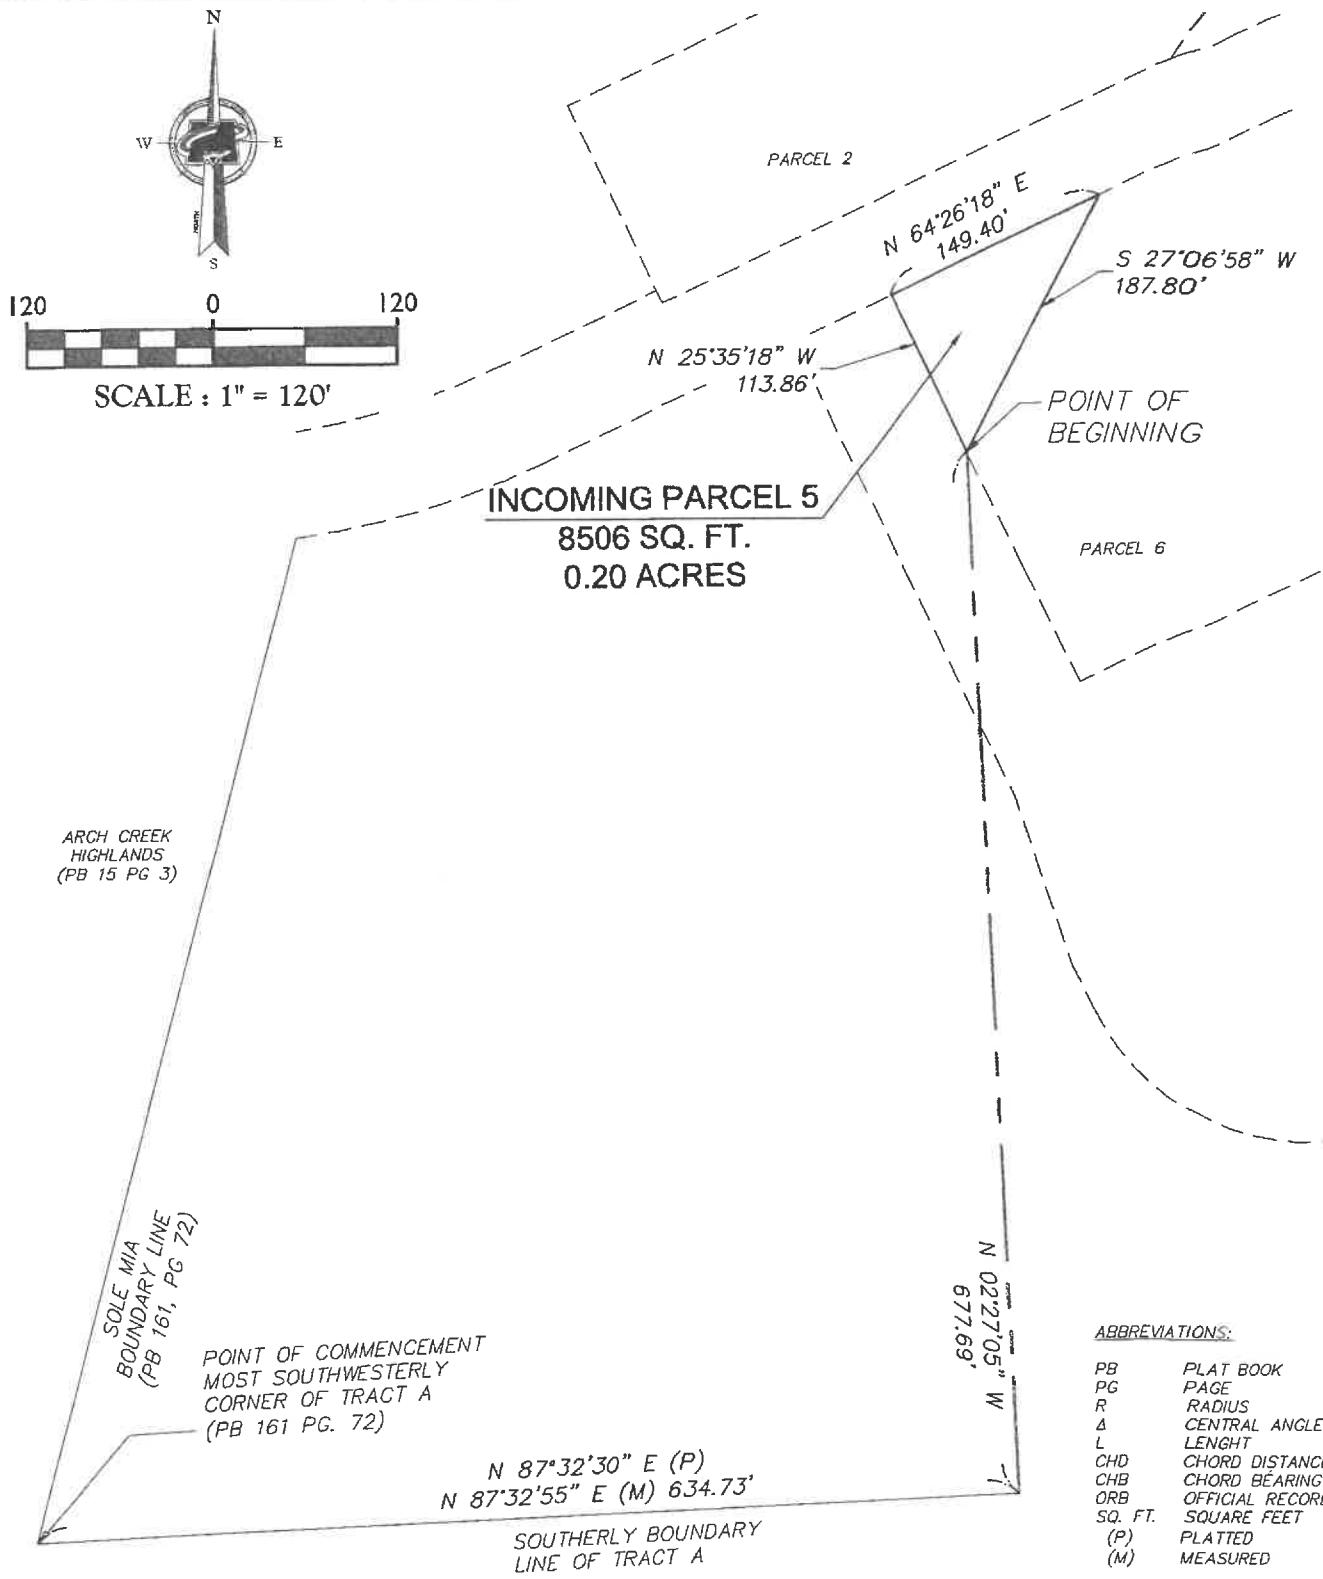 N
W
E
NORTH
S
120 0 120
SCALE : 1" = 120'
PARCEL 2
N 64°26'18" E
149.40'
S 27°06'58" W
187.80'
N 25°35'18" W
113.86'
POINT OF
BEGINNING
INCOMING PARCEL 5
8506 SQ. FT.
0.20 ACRES
PARCEL 6
ARCH CREEK
HIGHLANDS
(PB 15 PG 3)
SOLE MIA
BOUNDARY LINE
(PB 161, PG 72)
POINT OF COMMENCEMENT
MOST SOUTHWESTERLY
CORNER OF TRACT A
(PB 161 PG. 72)
N 02°27'05" W
677.69'
N 87°32'30" E (P)
N 87°32'55" E (M) 634.73'
SOUTHERLY BOUNDARY
LINE OF TRACT A
ABBREVIATIONS:
PB PLAT BOOK
PG PAGE
R RADIUS
Δ CENTRAL ANGLE
L LENGHT
CHD CHORD DISTANCE
CHB CHORD BEARING
ORB OFFICIAL RECORD
SQ. FT. SQUARE FEET
(P) PLATTED
(M) MEASURED